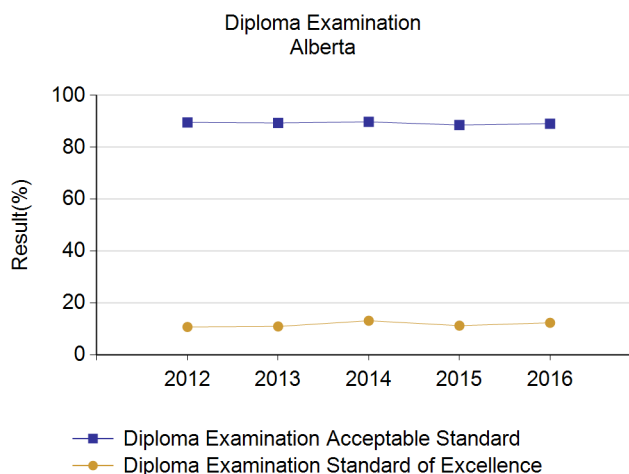 Diploma Examination
Alberta
100
80
60
40
20
0
Result(%)
2012 2013 2014 2015 2016
Diploma Examination Acceptable Standard
Diploma Examination Standard of Excellence